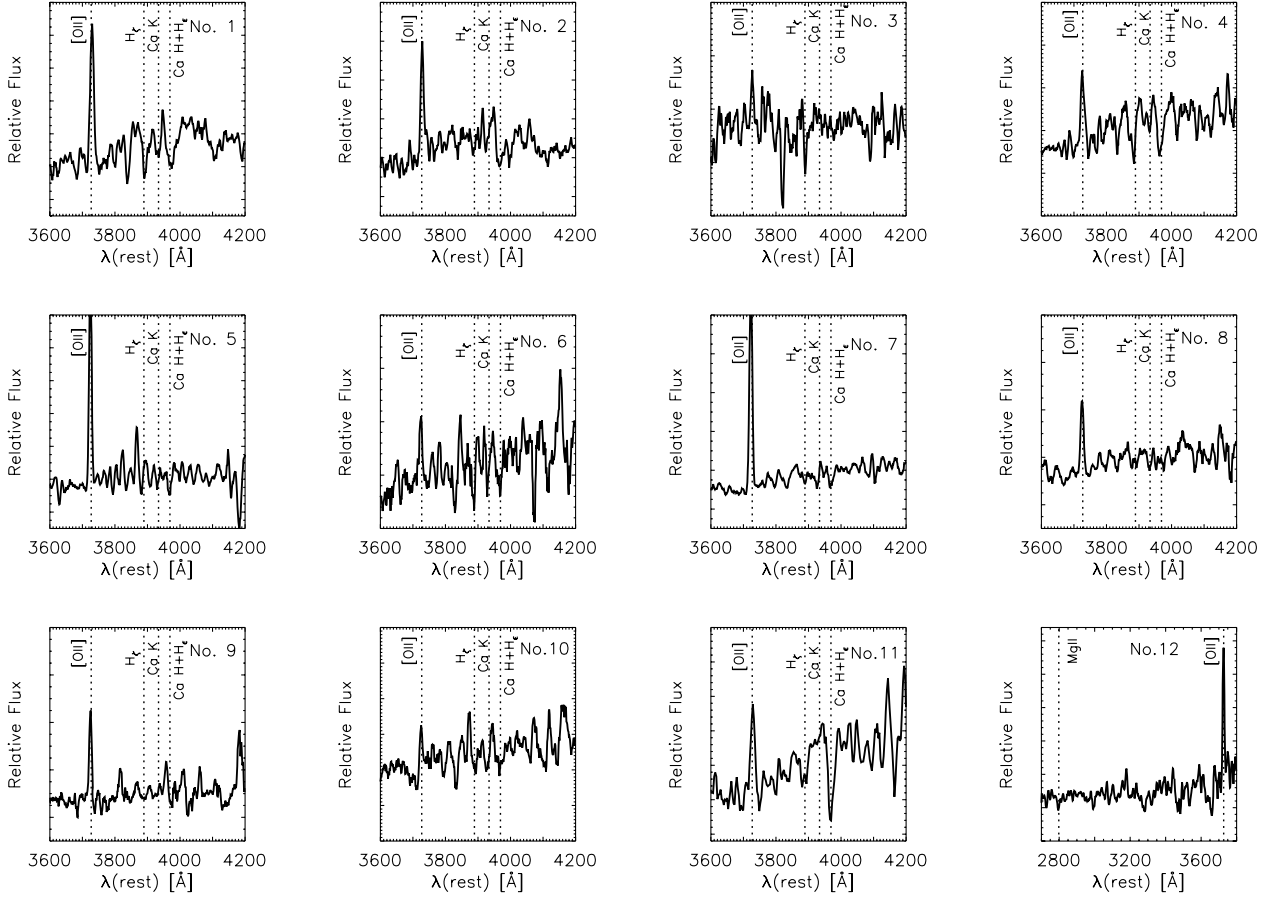 [OII] Hζ Ca K Ca H+Hε No. 1
Relative Flux
3600 3800 4000 4200
λ(rest) [Å]
[OII] Hζ Ca K Ca H+Hε No. 2
Relative Flux
3600 3800 4000 4200
λ(rest) [Å]
[OII] Hζ Ca K Ca H+Hε No. 3
Relative Flux
3600 3800 4000 4200
λ(rest) [Å]
[OII] Hζ Ca K Ca H+Hε No. 4
Relative Flux
3600 3800 4000 4200
λ(rest) [Å]
[OII] Hζ Ca K Ca H+Hε No. 5
Relative Flux
3600 3800 4000 4200
λ(rest) [Å]
[OII] Hζ Ca K Ca H+Hε No. 6
Relative Flux
3600 3800 4000 4200
λ(rest) [Å]
[OII] Hζ Ca K Ca H+Hε No. 7
Relative Flux
3600 3800 4000 4200
λ(rest) [Å]
[OII] Hζ Ca K Ca H+Hε No. 8
Relative Flux
3600 3800 4000 4200
λ(rest) [Å]
[OII] Hζ Ca K Ca H+Hε No. 9
Relative Flux
3600 3800 4000 4200
λ(rest) [Å]
[OII] Hζ Ca K Ca H+Hε No.10
Relative Flux
3600 3800 4000 4200
λ(rest) [Å]
[OII] Hζ Ca K Ca H+Hε No.11
Relative Flux
3600 3800 4000 4200
λ(rest) [Å]
MgII No.12 [OII]
Relative Flux
2800 3200 3600
λ(rest) [Å]